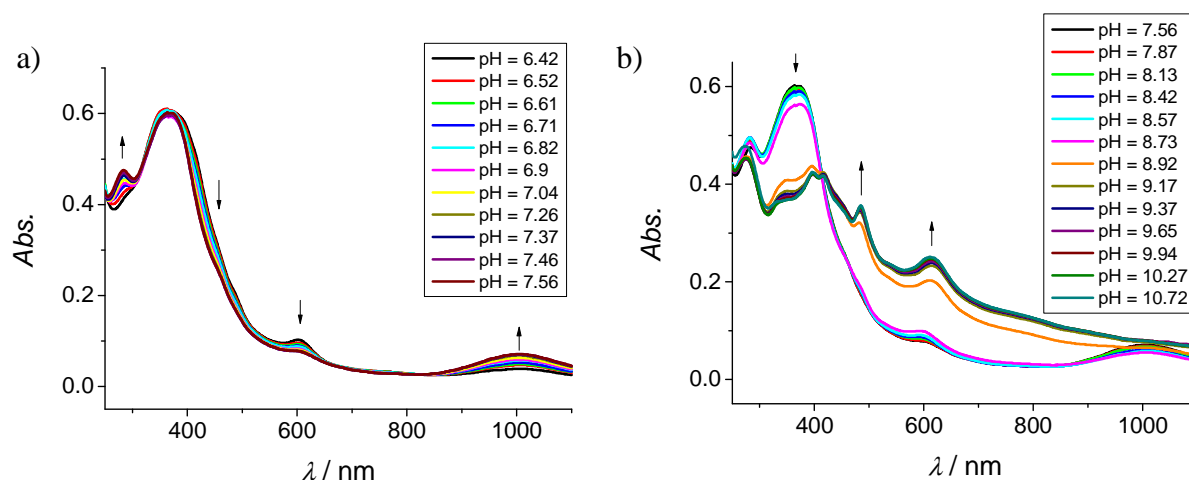 a)
pH = 6.42
pH = 6.52
pH = 6.61
pH = 6.71
pH = 6.82
pH = 6.9
pH = 7.04
pH = 7.26
pH = 7.37
pH = 7.46
pH = 7.56
0.6
0.4
0.2
0.0
Abs.
400 600 800 1000
λ / nm
b)
pH = 7.56
pH = 7.87
pH = 8.13
pH = 8.42
pH = 8.57
pH = 8.73
pH = 8.92
pH = 9.17
pH = 9.37
pH = 9.65
pH = 9.94
pH = 10.27
pH = 10.72
0.6
0.4
0.2
0.0
Abs.
400 600 800 1000
λ / nm